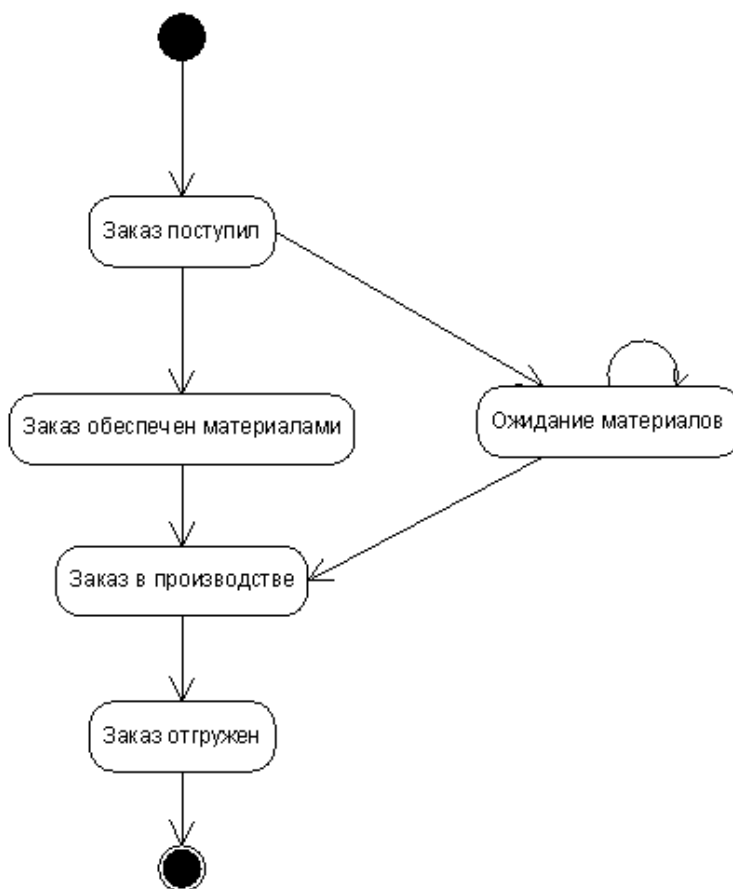 Заказ поступил
Заказ обеспечен материалами
Ожидание материалов
Заказ в производстве
Заказ отгружен